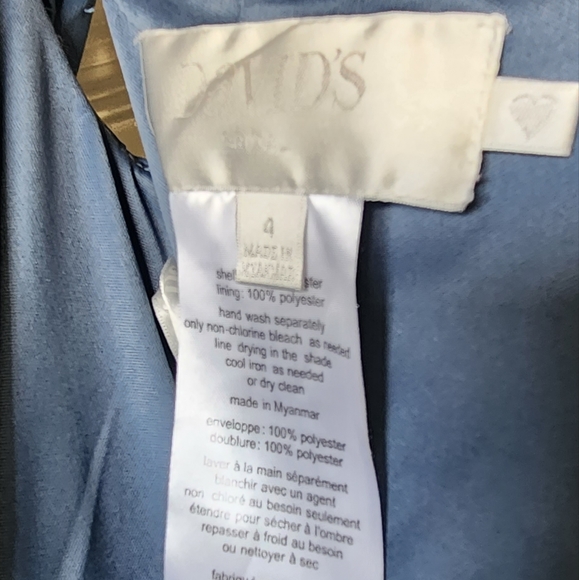 DAVID'S
4
MADE IN
MYANMAR
shell ster
lining: 100% polyester
hand wash separately
only non-chlorine bleach as needed
line drying in the shade
cool iron as needed
or dry clean
made in Myanmar
enveloppe: 100% polyester
doublure: 100% polyester
laver à la main séparément
blanchir avec un agent
non chloré au besoin seulement
étendre pour sécher à l'ombre
repasser à froid au besoin
ou nettoyer à sec